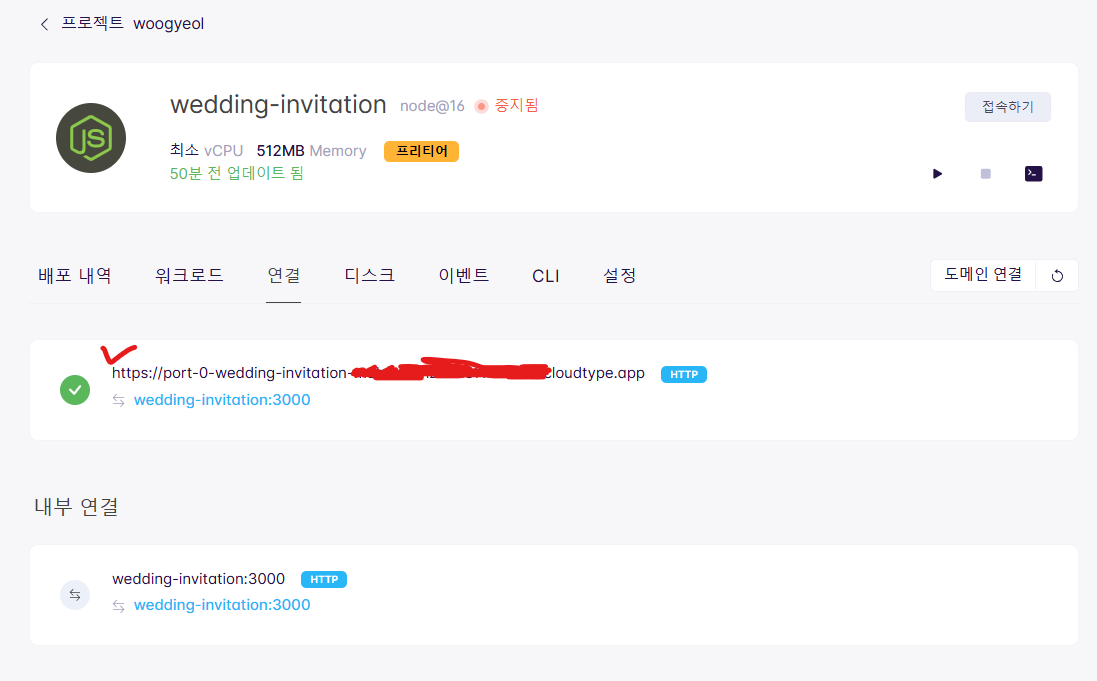 프로젝트 woogyeol
wedding-invitation node@16 중지됨
접속하기
최소 vCPU 512MB Memory 프리티어
50분 전 업데이트 됨
배포 내역 워크로드 연결 디스크 이벤트 CLI 설정 도메인 연결
https://port-0-wedding-invitation- cloudtype.app HTTP
wedding-invitation:3000
내부 연결
wedding-invitation:3000 HTTP
wedding-invitation:3000